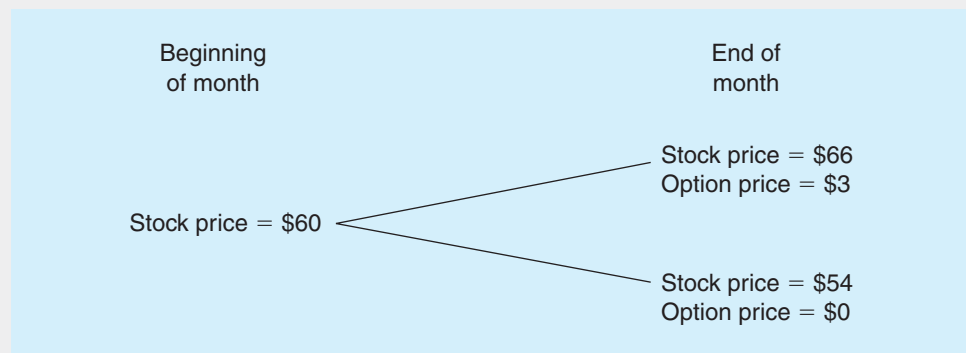 Beginning
of month
End of
month
Stock price = $66
Option price = $3
Stock price = $60
Stock price = $54
Option price = $0